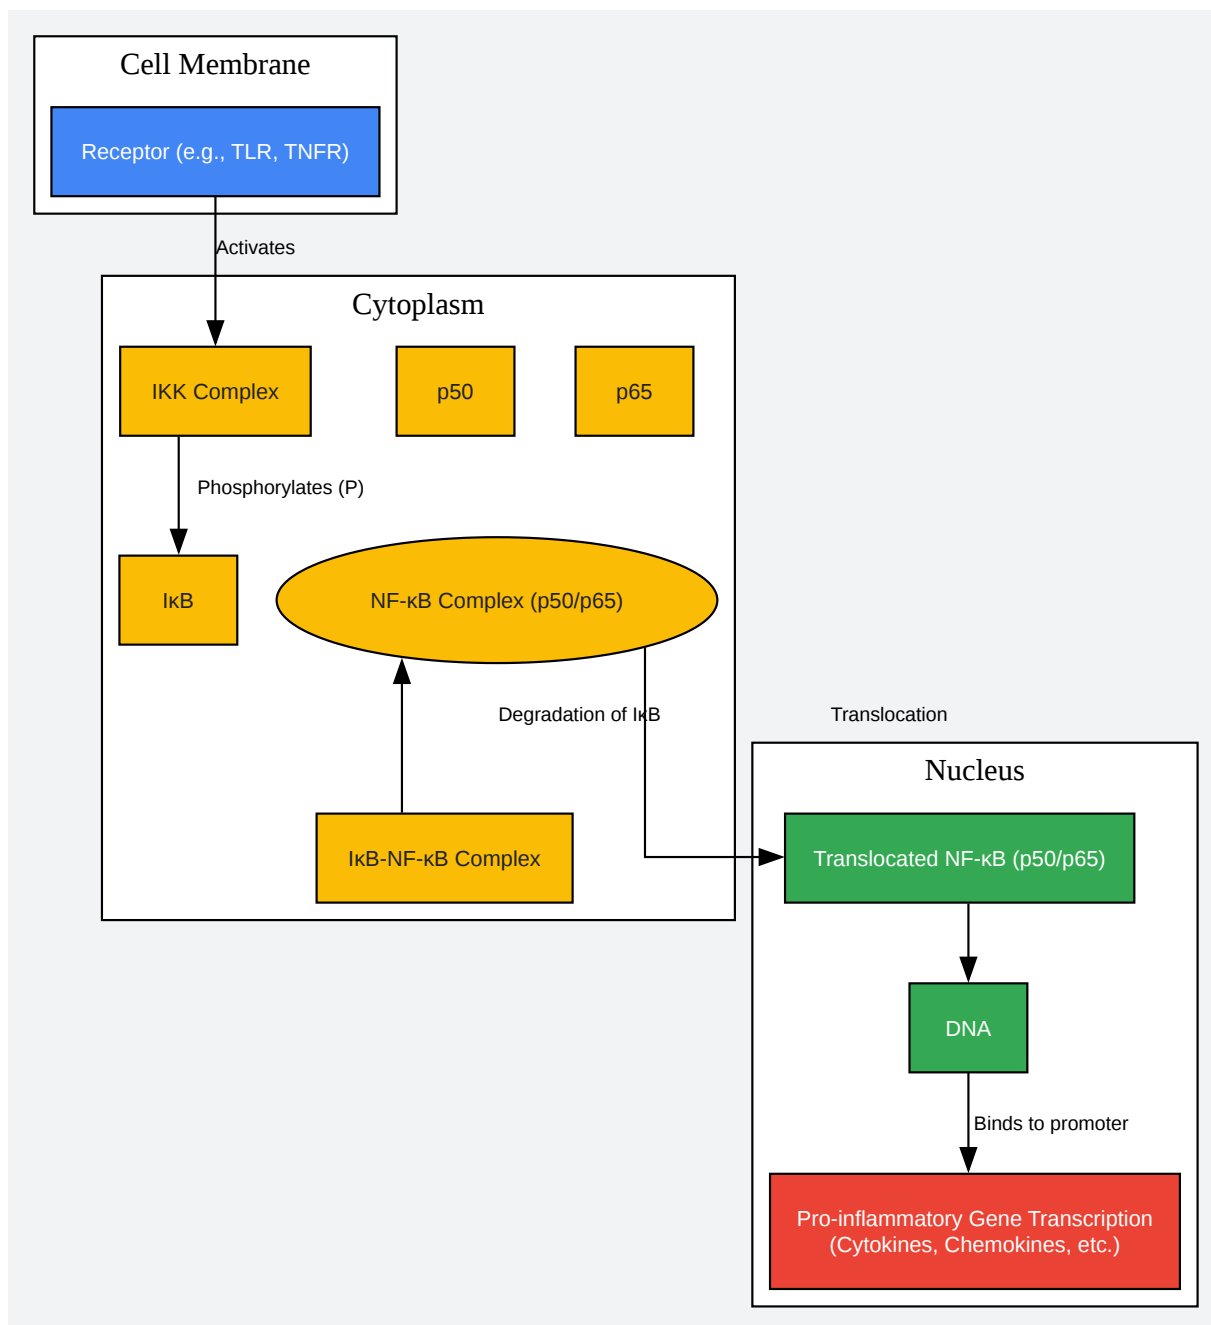 Cell Membrane
Receptor (e.g., TLR, TNFR)
Activates
Cytoplasm
IKK Complex
p50
p65
Phosphorylates (P)
IκB
NF-κB Complex (p50/p65)
Degradation of IκB
Translocation
Nucleus
IκB-NF-κB Complex
Translocated NF-κB (p50/p65)
DNA
Binds to promoter
Pro-inflammatory Gene Transcription
(Cytokines, Chemokines, etc.)